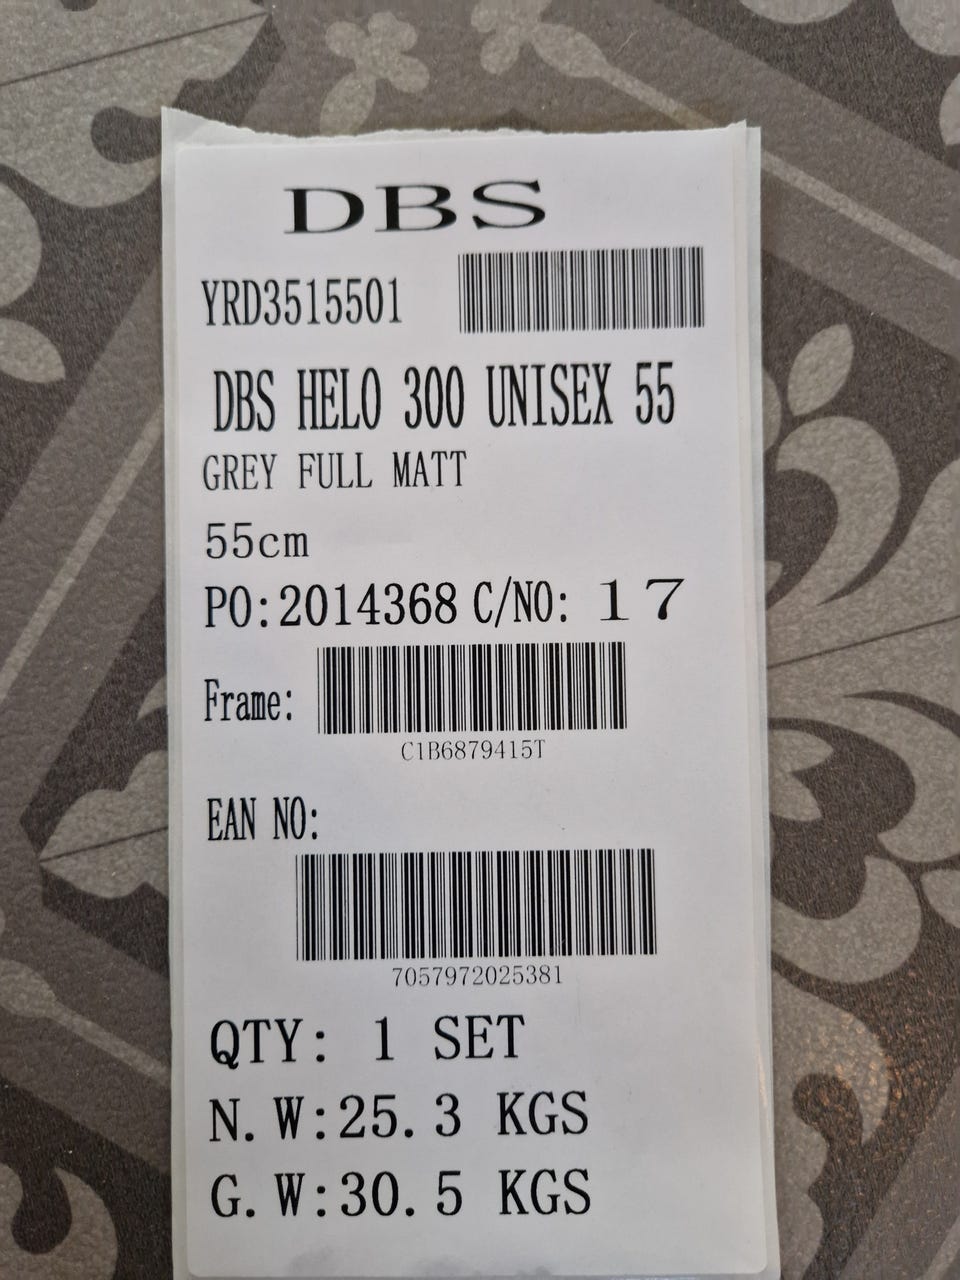 DBS
YRD3515501
DBS HELO 300 UNISEX 55
GREY FULL MATT
55cm
PO:2014368 C/NO: 17
Frame:
C1B6879415T
EAN NO:
7057972025381
QTY: 1 SET
N.W:25.3 KGS
G.W:30.5 KGS